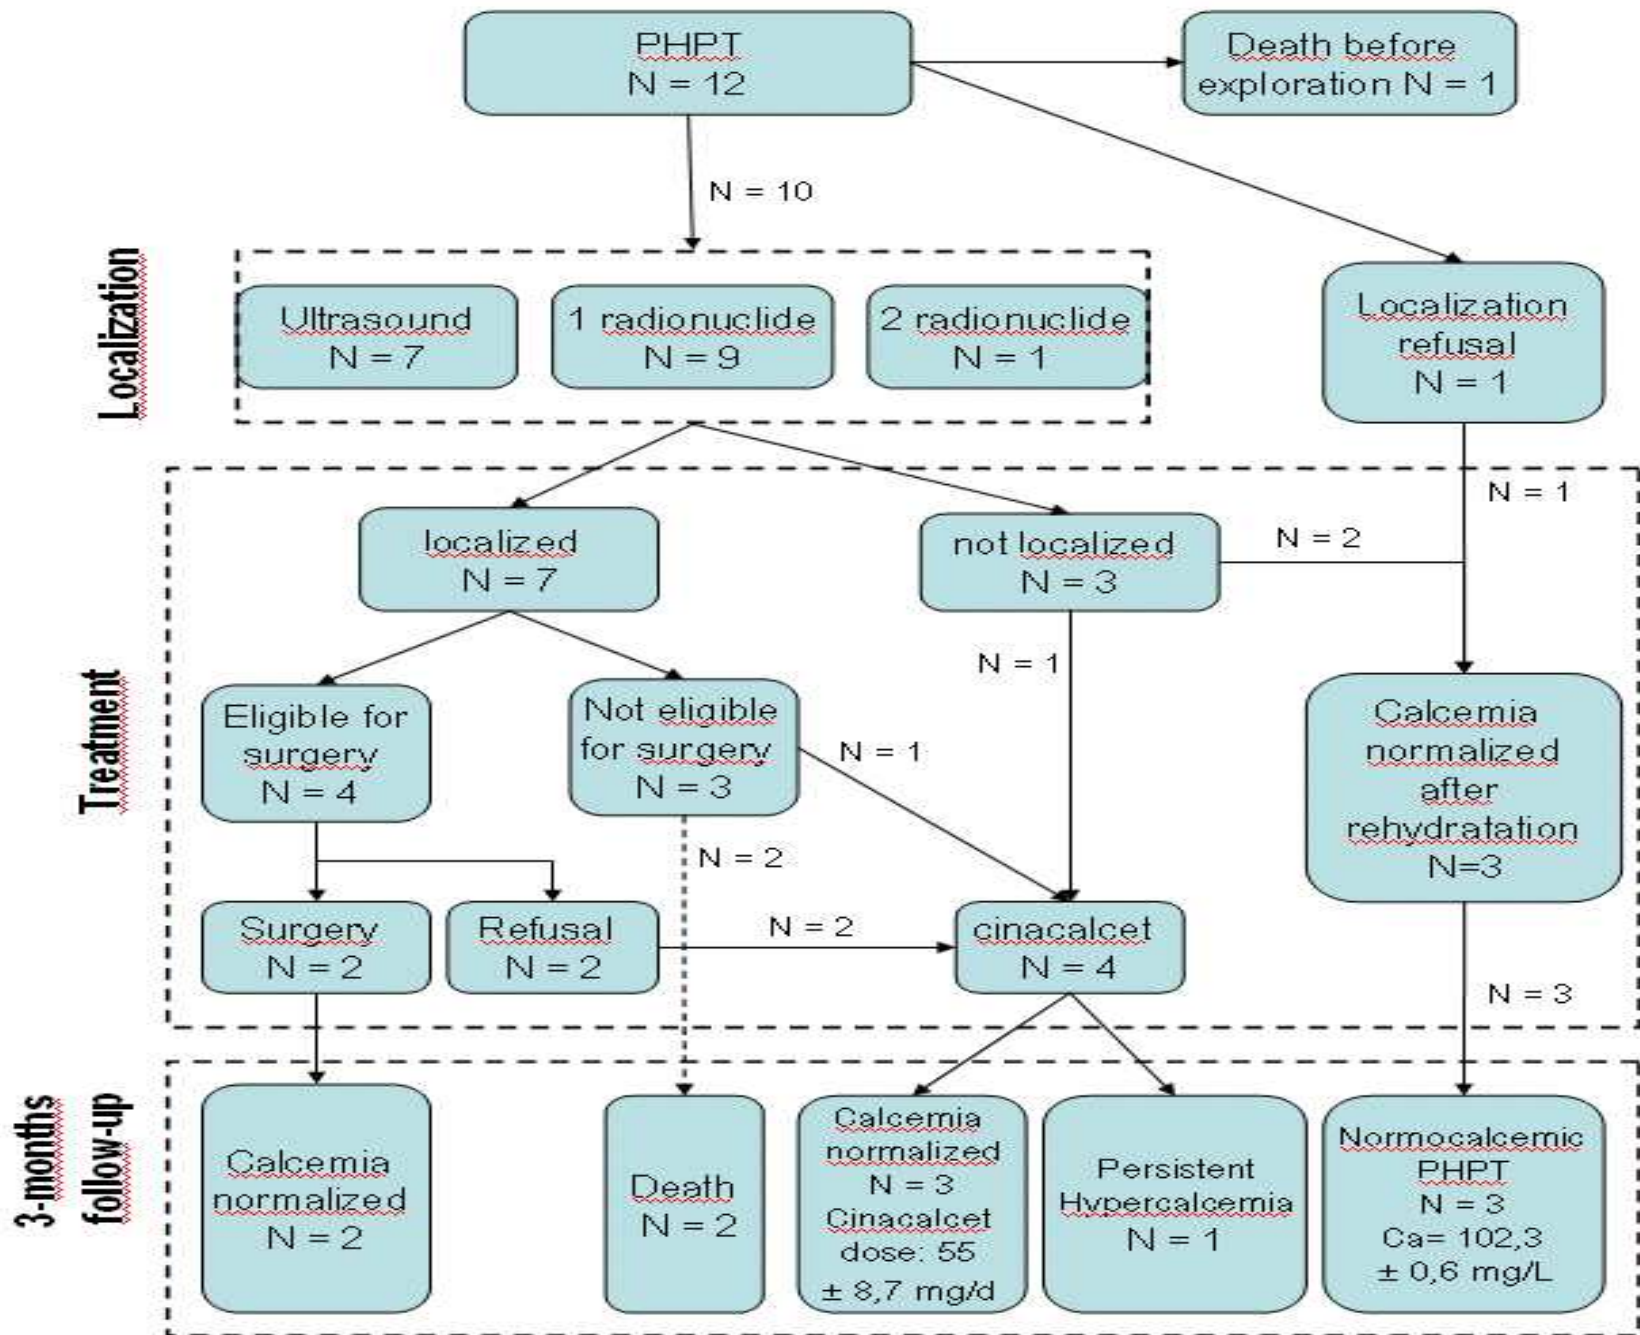 PHPT
N = 12
Death before
exploration N = 1
N = 10
Localization
Ultrasound
N = 7
1 radionuclide
N = 9
2 radionuclide
N = 1
Localization
refusal
N = 1
N = 1
Treatment
localized
N = 7
not localized
N = 3
N = 2
N = 1
Eligible for
surgery
N = 4
Not eligible
for surgery
N = 3
N = 1
N = 2
Calcemia
normalized
after
rehydratation
N=3
Surgery
N = 2
Refusal
N = 2
N = 2
cinacalcet
N = 4
N = 3
3-months
follow-up
Calcemia
normalized
N = 2
Death
N = 2
Calcemia
normalized
N = 3
Cinacalcet
dose: 55
± 8,7 mg/d
Persistent
Hypercalcemia
N = 1
Normocalcemic
PHPT
N = 3
Ca= 102,3
± 0,6 mg/L